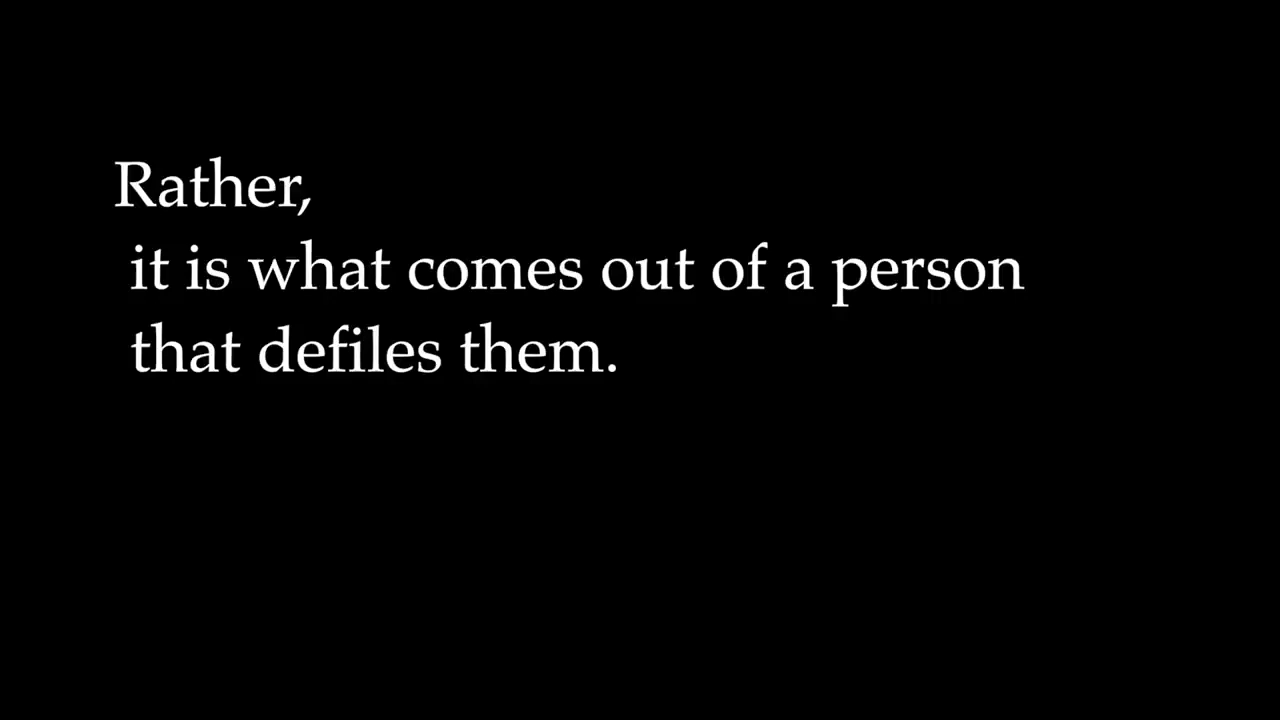 Rather,
it is what comes out of a person
that defiles them.